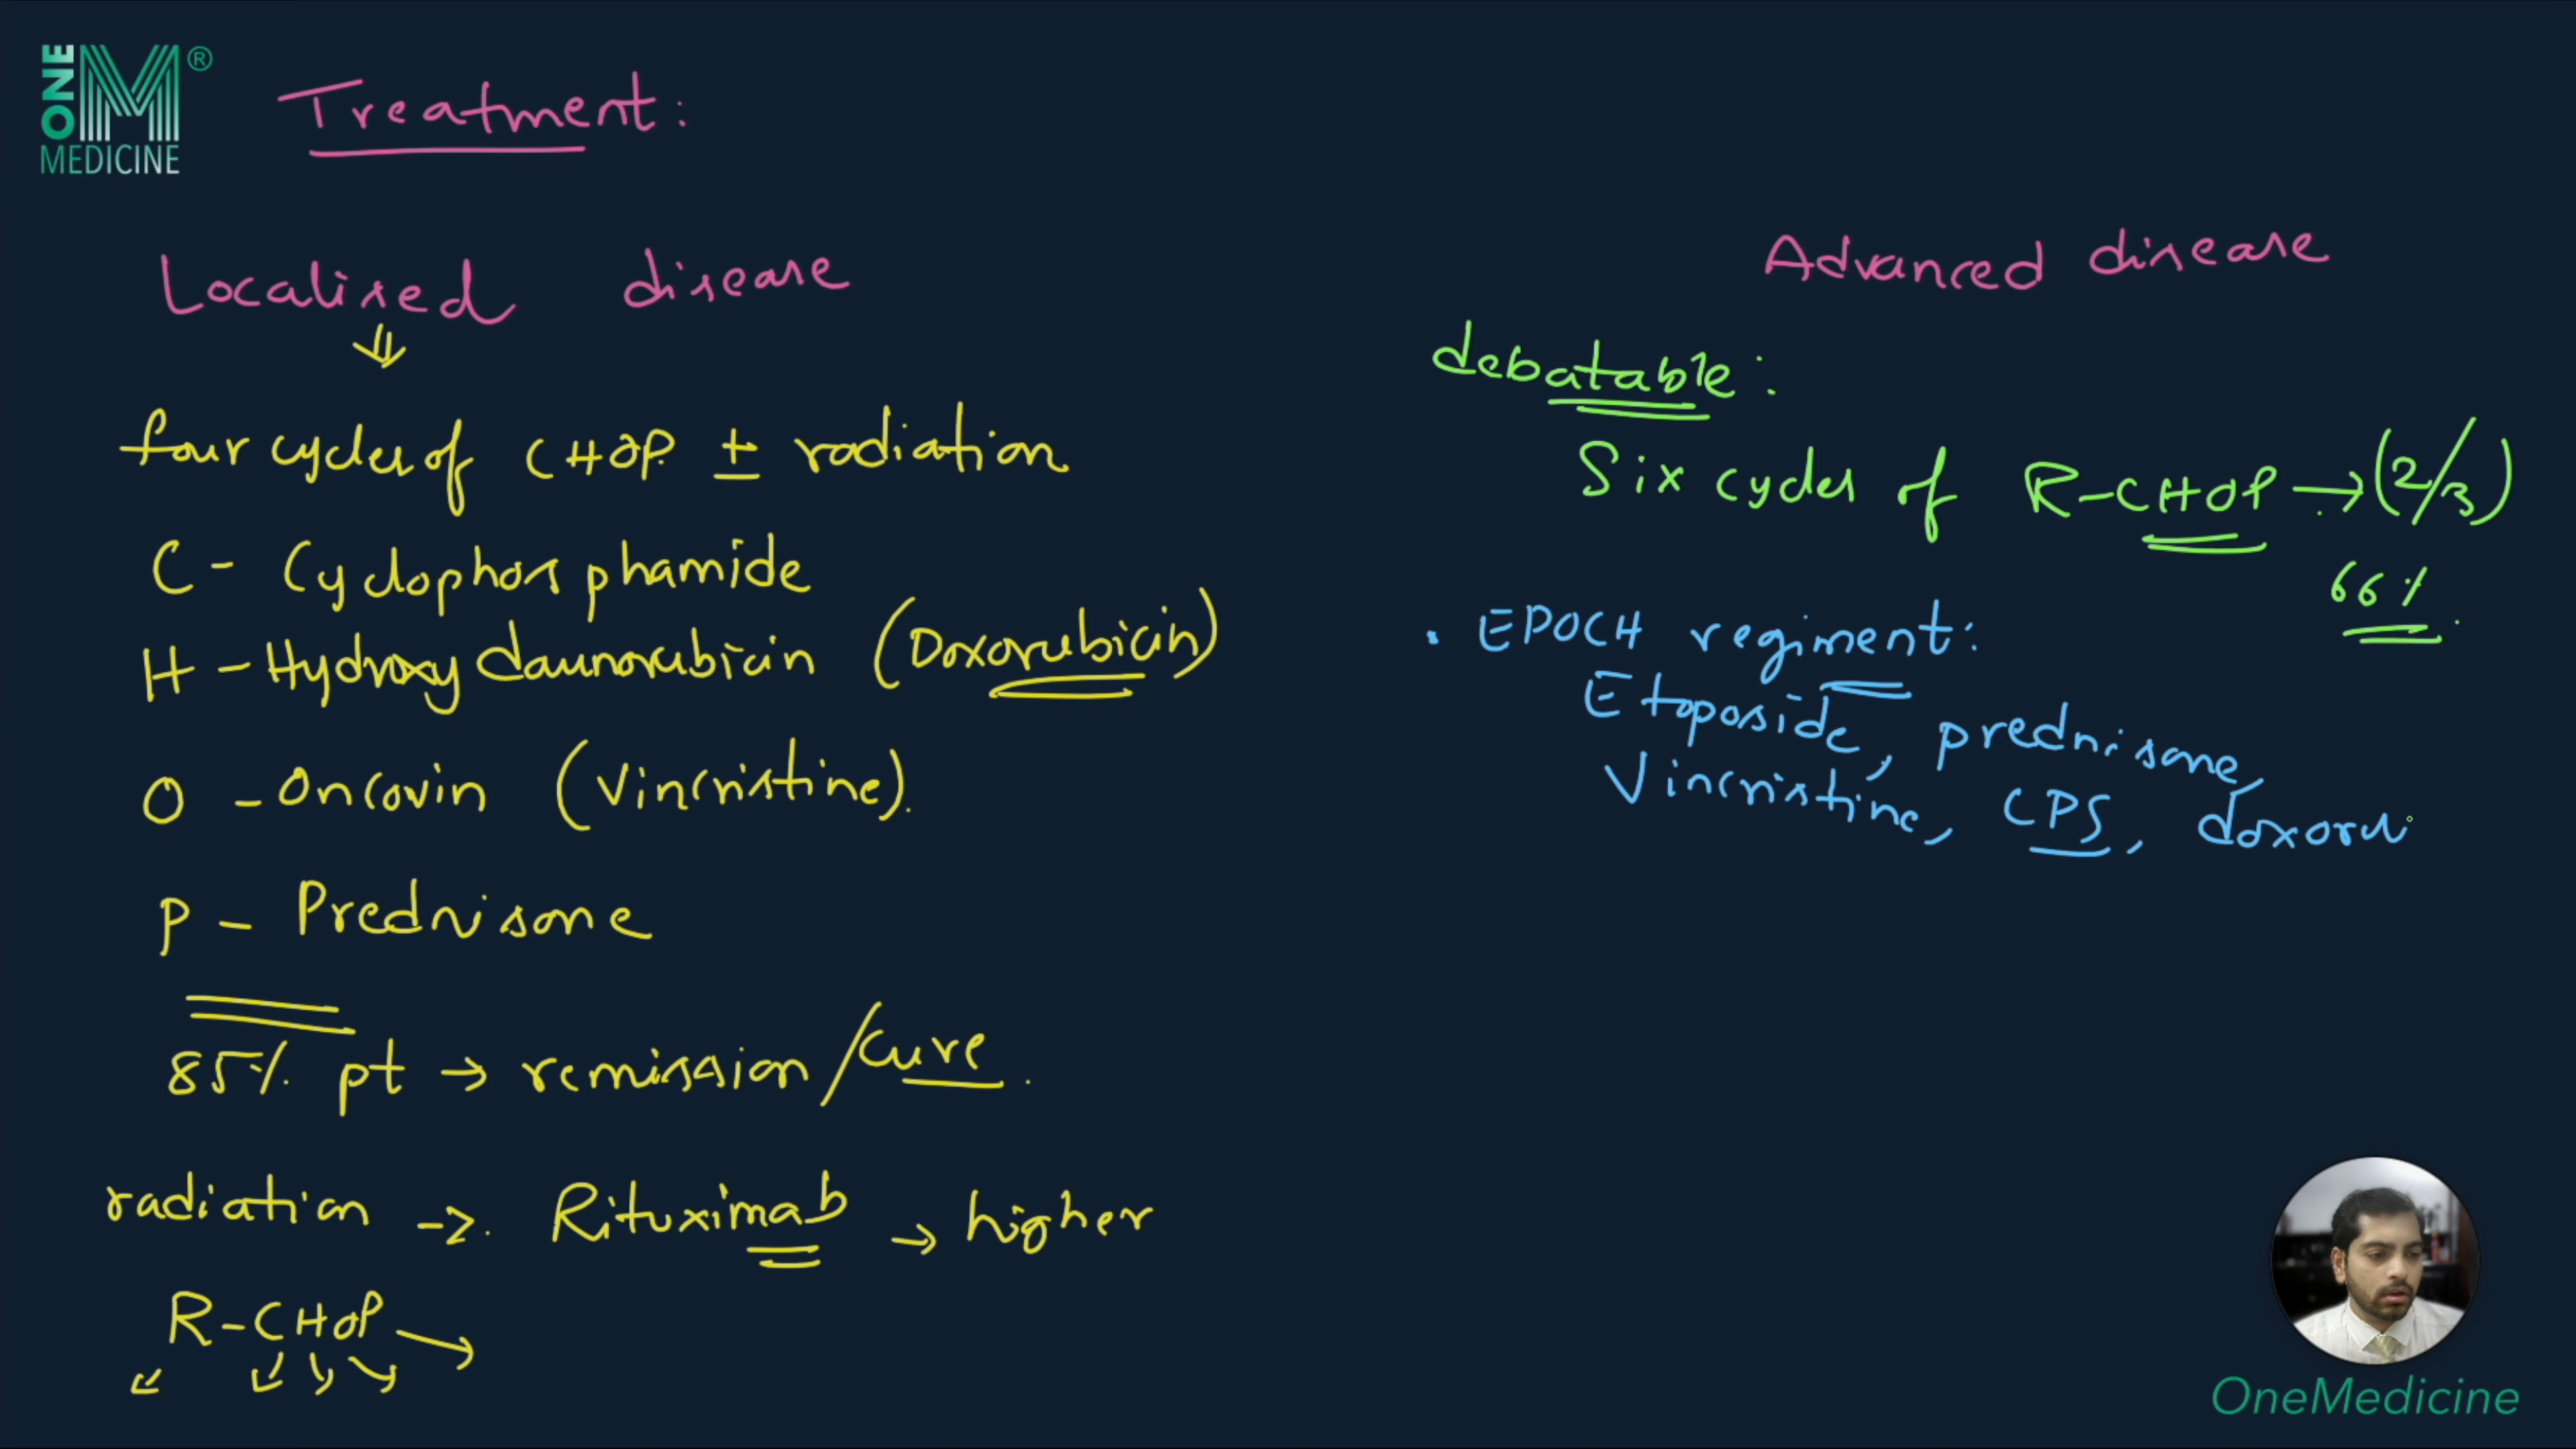 ONE M ®
MEDICINE
Treatment:
Localised disease
four cycles of CHOP ± radiation
C - Cyclophosphamide
H - Hydroxydaunorubicin (Doxorubicin)
O - Oncovin (Vincristine).
P - Prednisone
85% pt → remission/cure.
radiation → Rituximab → higher
R-CHOP →
Advanced disease
debatable:
Six cycles of R-CHOP → (2/3)
66%.
• EPOCH regiment:
Etoposide, prednisone,
Vincristine, CPS, doxoru
OneMedicine